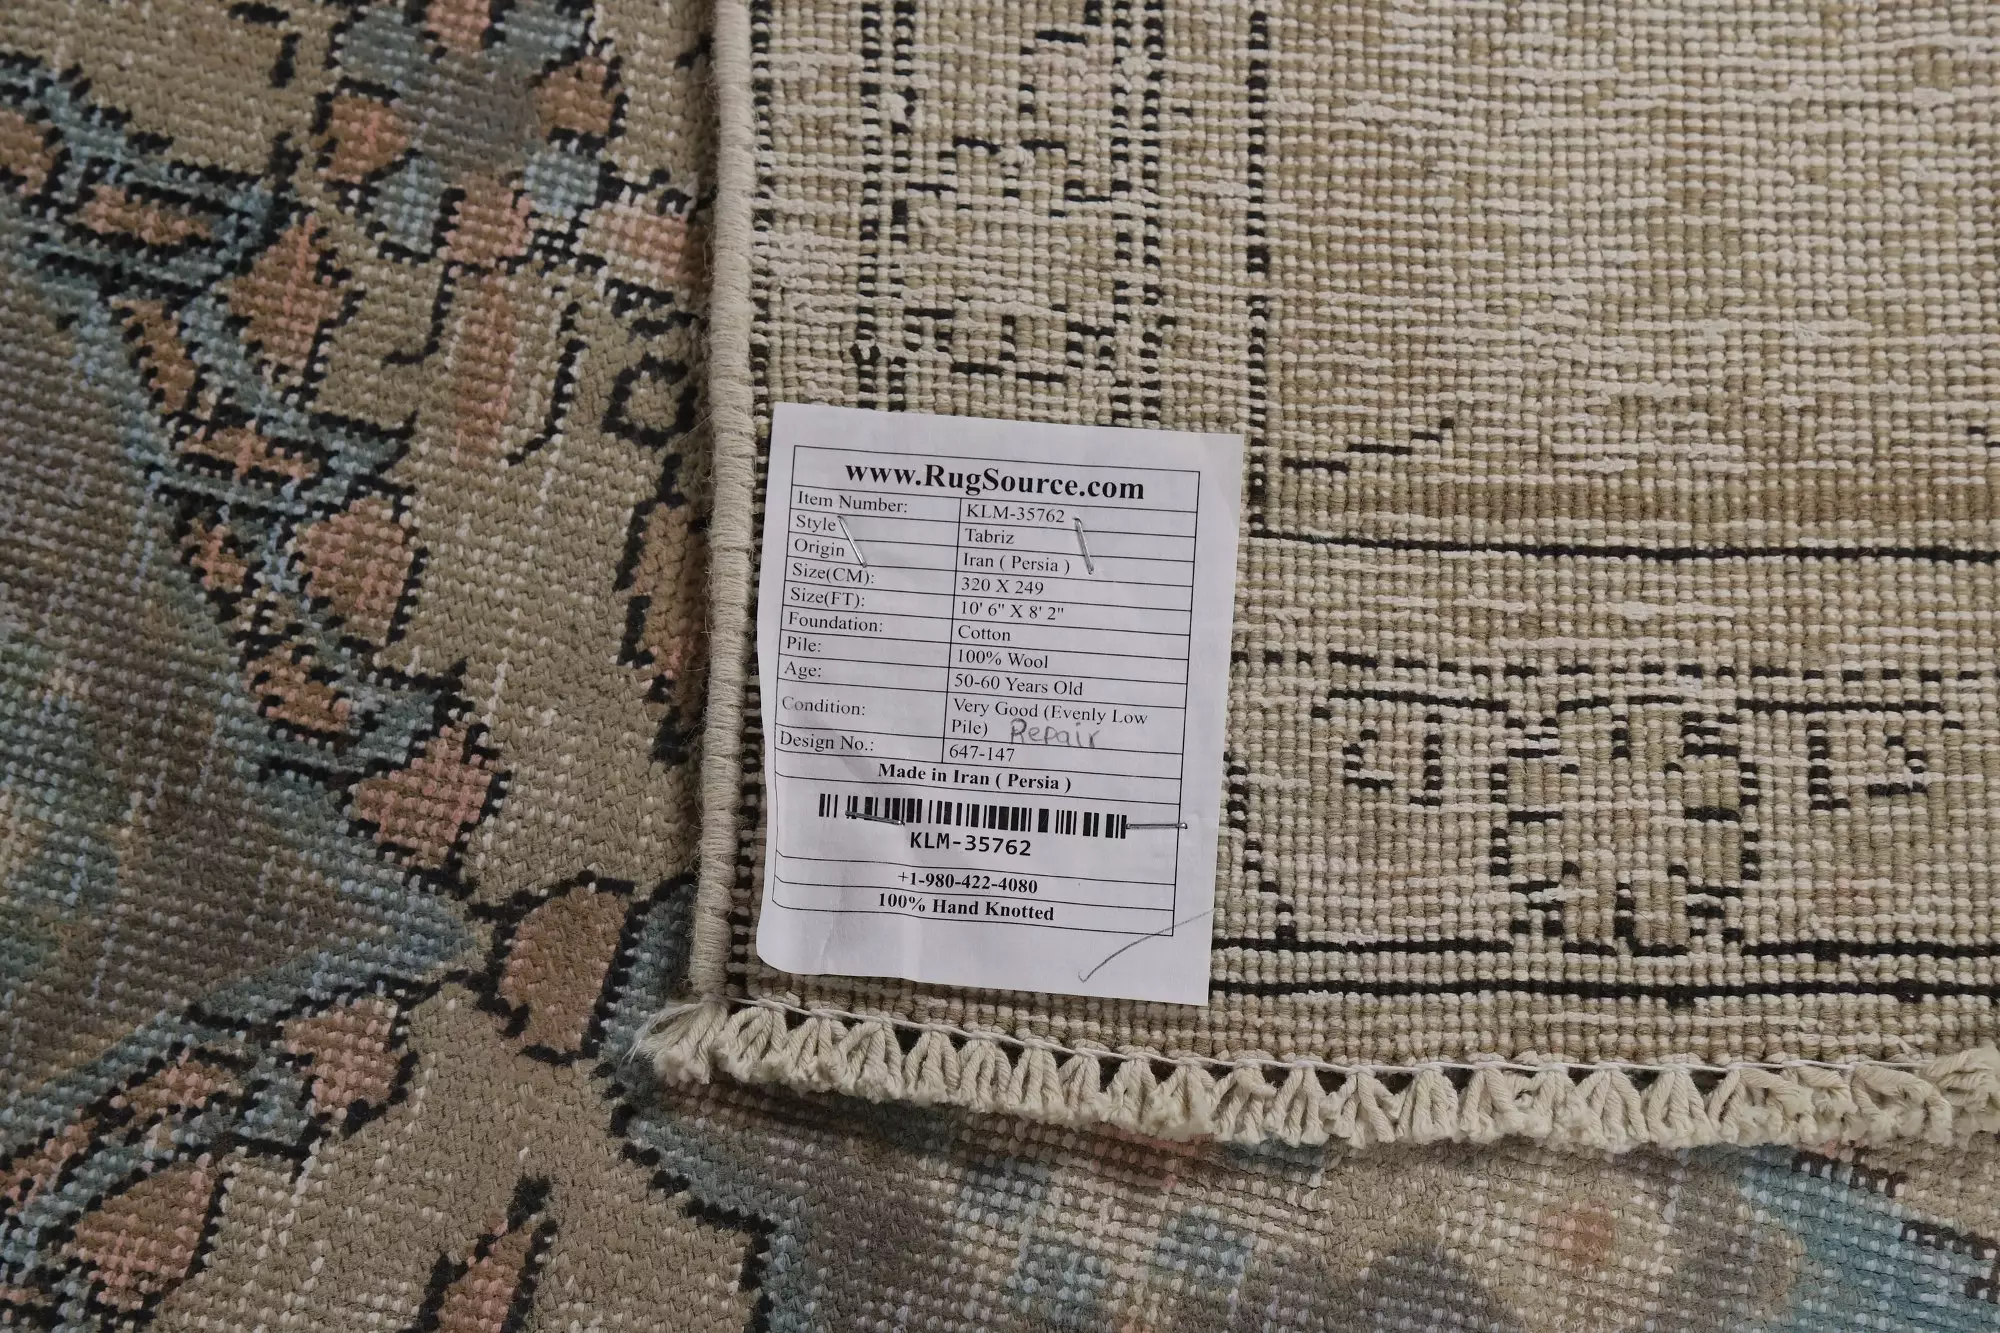 www.RugSource.com
Item Number: KLM-35762
Style Tabriz
Origin Iran ( Persia )
Size(CM): 320 X 249
Size(FT): 10' 6" X 8' 2"
Foundation: Cotton
Pile: 100% Wool
Age: 50-60 Years Old
Condition: Very Good (Evenly Low
Pile) Repair
Design No.: 647-147
Made in Iran ( Persia )
KLM-35762
+1-980-422-4080
100% Hand Knotted